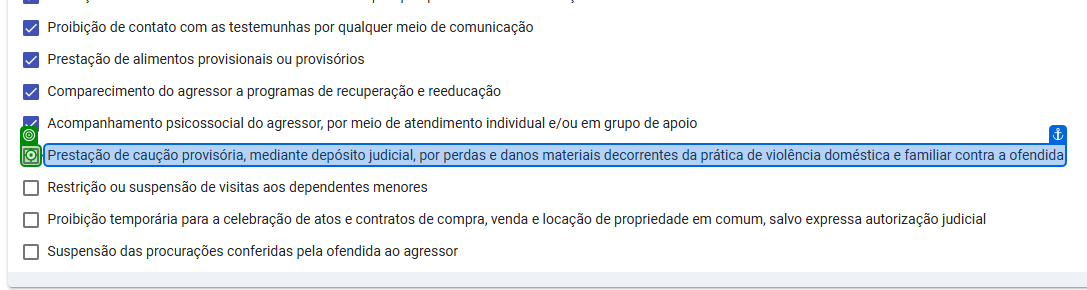 Proibição de contato com as testemunhas por qualquer meio de comunicação
Prestação de alimentos provisionais ou provisórios
Comparecimento do agressor a programas de recuperação e reeducação
Acompanhamento psicossocial do agressor, por meio de atendimento individual e/ou em grupo de apoio
Prestação de caução provisória, mediante depósito judicial, por perdas e danos materiais decorrentes da prática de violência doméstica e familiar contra a ofendida
Restrição ou suspensão de visitas aos dependentes menores
Proibição temporária para a celebração de atos e contratos de compra, venda e locação de propriedade em comum, salvo expressa autorização judicial
Suspensão das procurações conferidas pela ofendida ao agressor